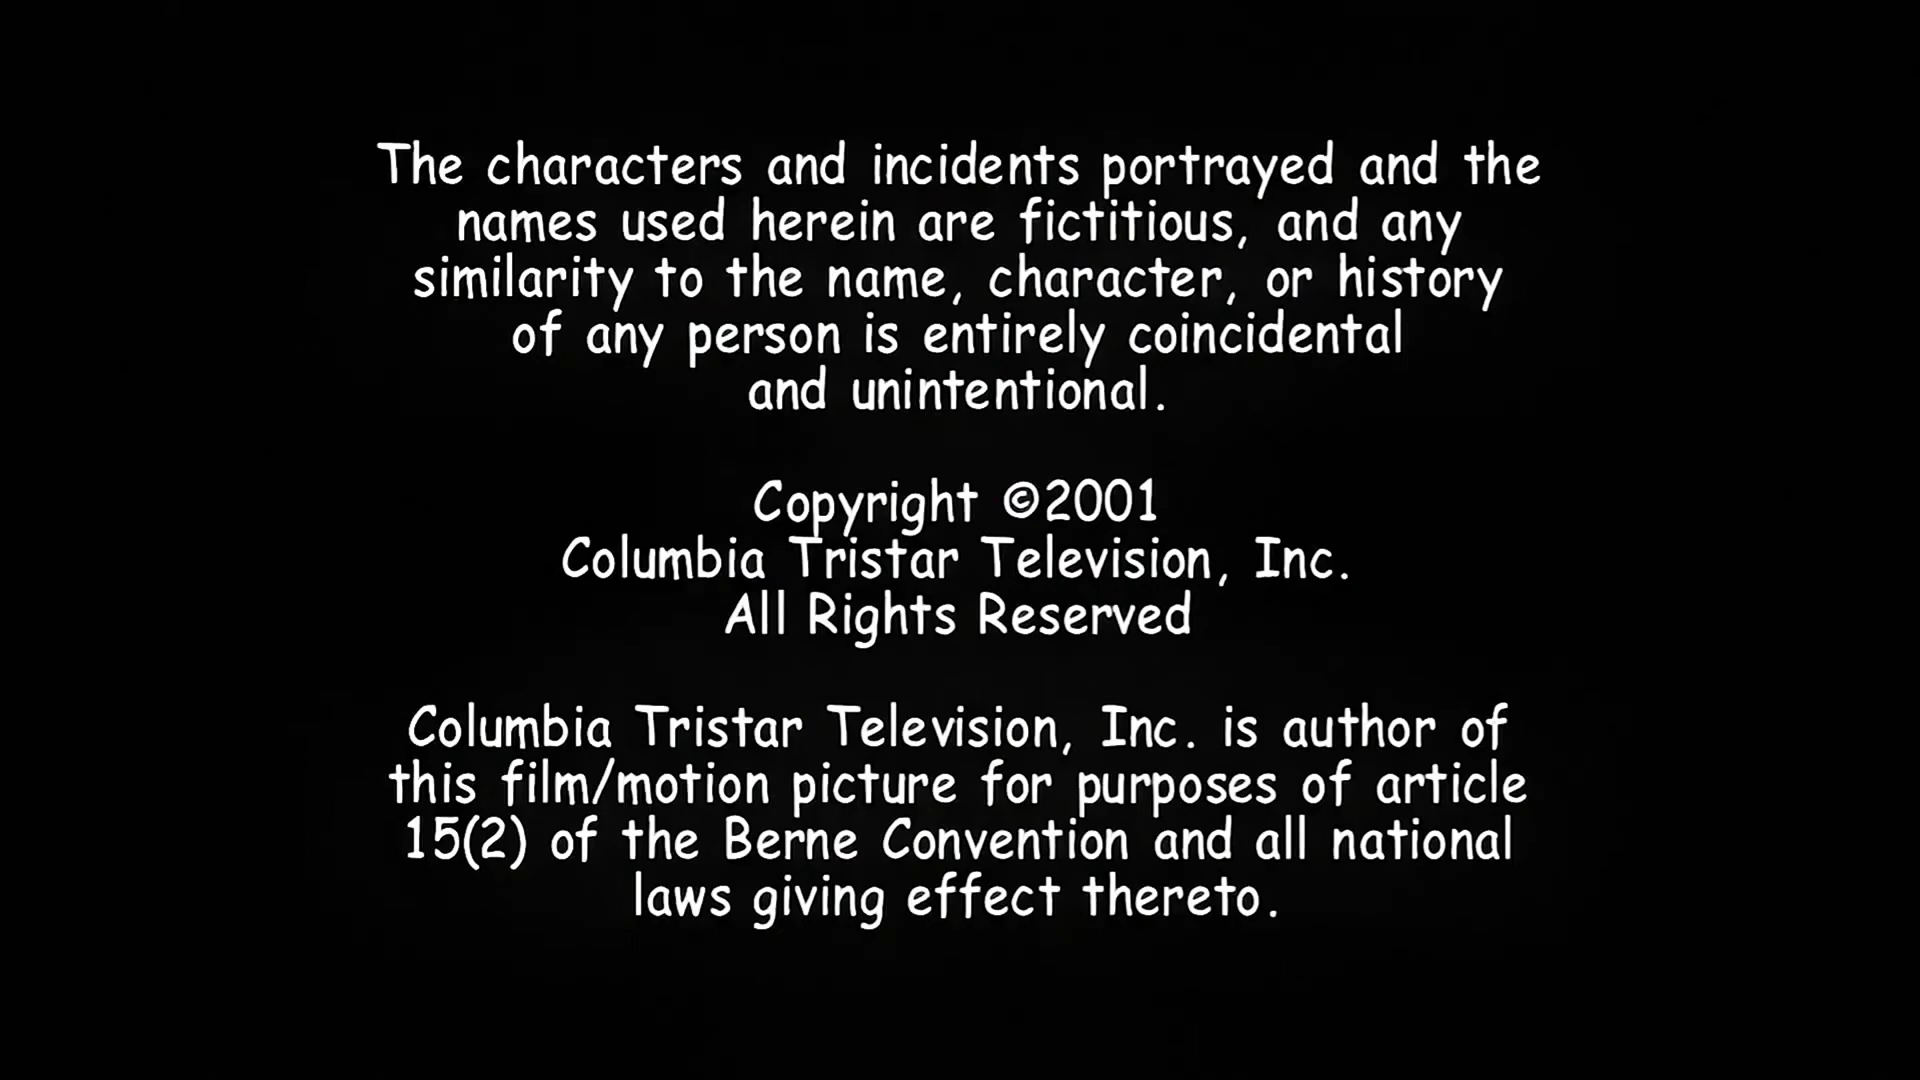 The characters and incidents portrayed and the
names used herein are fictitious, and any
similarity to the name, character, or history
of any person is entirely coincidental
and unintentional.
Copyright ©2001
Columbia Tristar Television, Inc.
All Rights Reserved
Columbia Tristar Television, Inc. is author of
this film/motion picture for purposes of article
15(2) of the Berne Convention and all national
laws giving effect thereto.